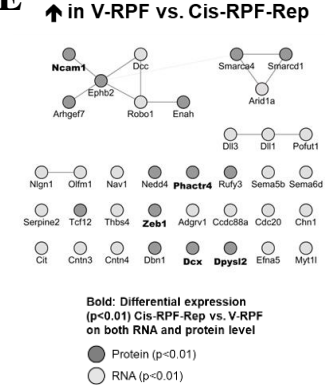 E
↑ in V-RPF vs. Cis-RPF-Rep
Ncam1 Dcc Smarca4 Smarcd1
Ephb2
Arid1a
Arhgef7 Robo1 Enah
Dll3 Dll1 Pofut1
Nlgn1 Olfm1 Nav1 Nedd4 Phactr4 Rufy3 Sema5b Sema6d
Serpine2 Tcf12 Thbs4 Zeb1 Adgrv1 Ccdc88a Cdc20 Chn1
Cit Cntn3 Cntn4 Dbn1 Dcx Dpysl2 Efna5 Myt1l
Bold: Differential expression
(p<0.01) Cis-RPF-Rep vs. V-RPF
on both RNA and protein level
Protein (p<0.01)
RNA (p<0.01)